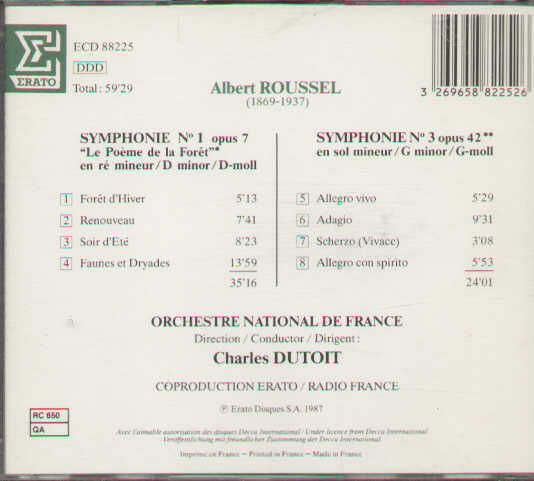 ERATO
ECD 88225
DDD
Total : 59'29
3 269658 822526
Albert ROUSSEL
(1869-1937)
SYMPHONIE Nº 1 opus 7
"Le Poème de la Forêt"*
en ré mineur / D minor / D-moll
1 Forêt d'Hiver 5'13
2 Renouveau 7'41
3 Soir d'Eté 8'23
4 Faunes et Dryades 13'59
35'16
SYMPHONIE Nº 3 opus 42 **
en sol mineur / G minor / G-moll
5 Allegro vivo 5'29
6 Adagio 9'31
7 Scherzo (Vivace) 3'08
8 Allegro con spirito 5'53
24'01
ORCHESTRE NATIONAL DE FRANCE
Direction / Conductor / Dirigent :
Charles DUTOIT
COPRODUCTION ERATO / RADIO FRANCE
℗ Erato Disques S.A. 1987
RC 650
QA
Avec l'aimable autorisation des disques Decca International / Under licence from Decca International
Veröffentlichung mit freundlicher Zustimmung der Decca International
Imprimé en France – Printed in France – Made in France